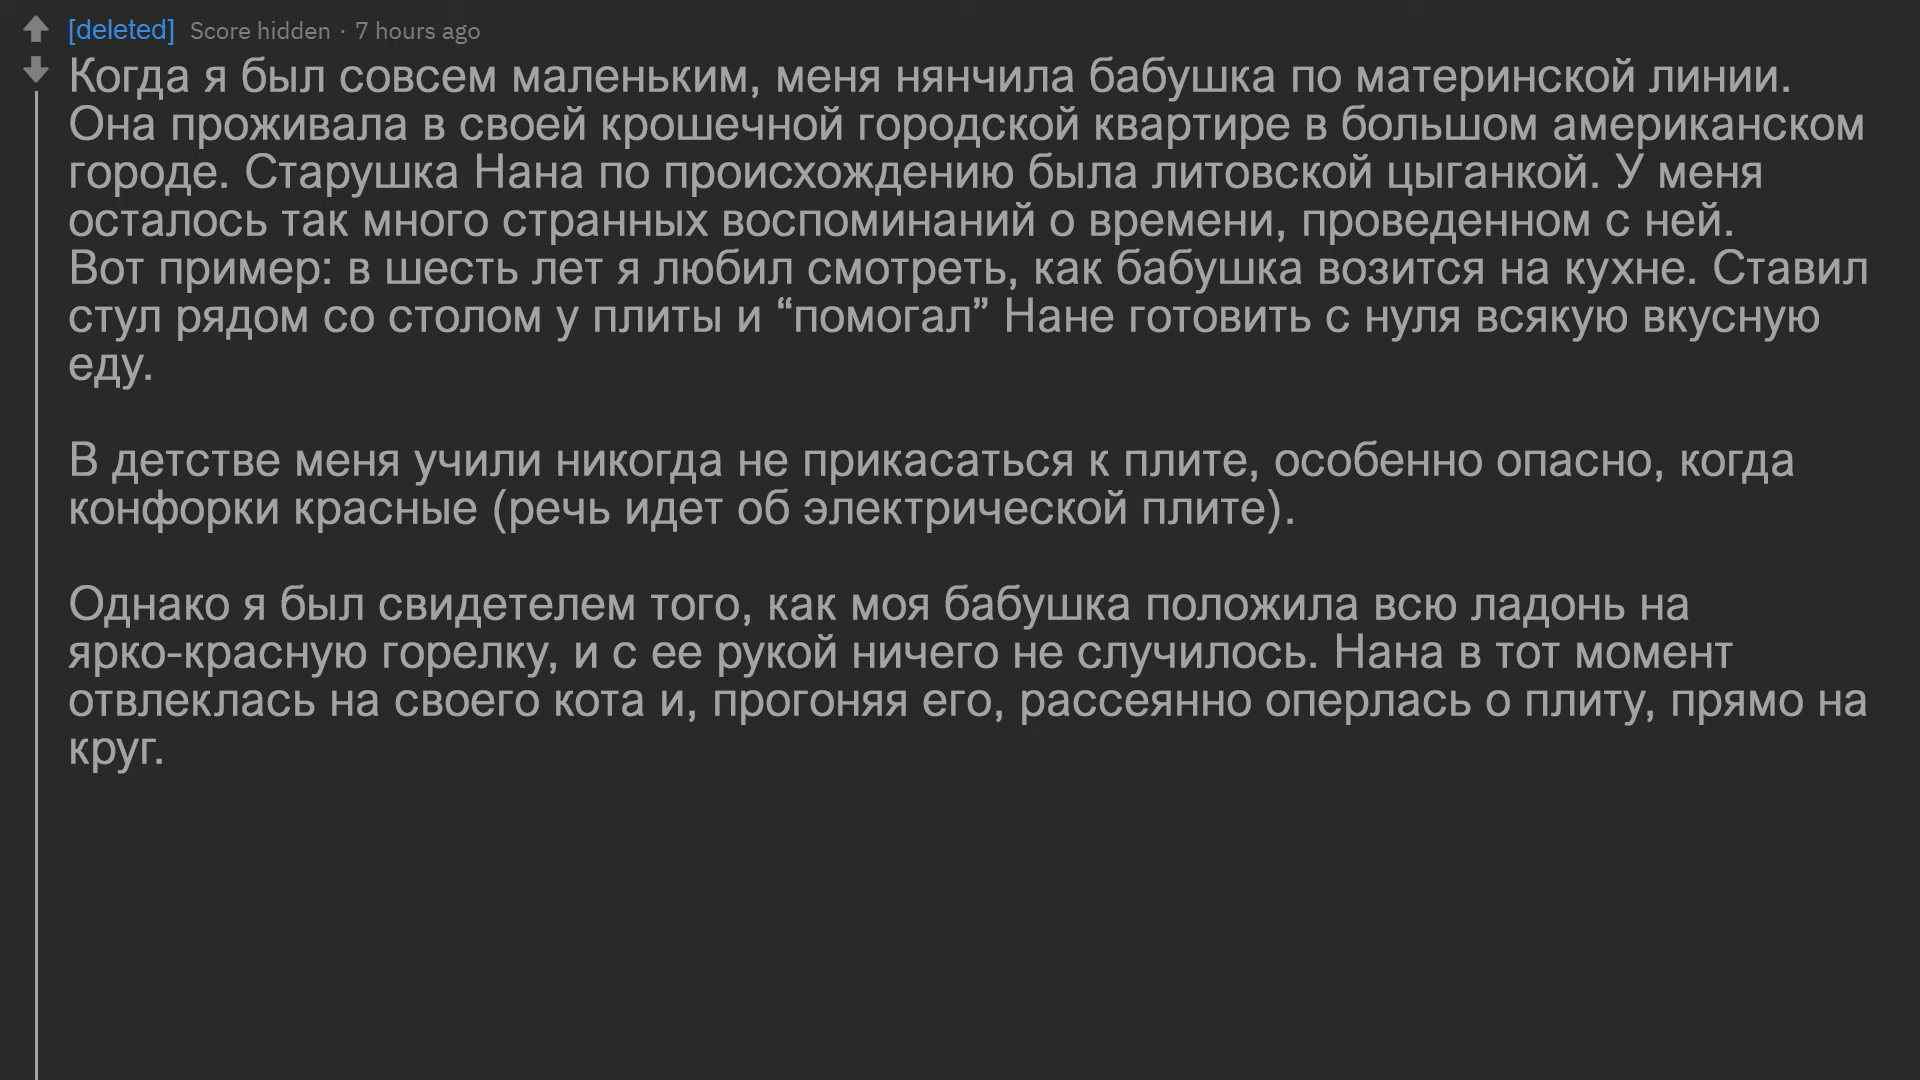 [deleted] Score hidden · 7 hours ago
Когда я был совсем маленьким, меня нянчила бабушка по материнской линии.
Она проживала в своей крошечной городской квартире в большом американском
городе. Старушка Нана по происхождению была литовской цыганкой. У меня
осталось так много странных воспоминаний о времени, проведенном с ней.
Вот пример: в шесть лет я любил смотреть, как бабушка возится на кухне. Ставил
стул рядом со столом у плиты и “помогал” Нане готовить с нуля всякую вкусную
еду.
В детстве меня учили никогда не прикасаться к плите, особенно опасно, когда
конфорки красные (речь идет об электрической плите).
Однако я был свидетелем того, как моя бабушка положила всю ладонь на
ярко-красную горелку, и с ее рукой ничего не случилось. Нана в тот момент
отвлеклась на своего кота и, прогоняя его, рассеянно оперлась о плиту, прямо на
круг.